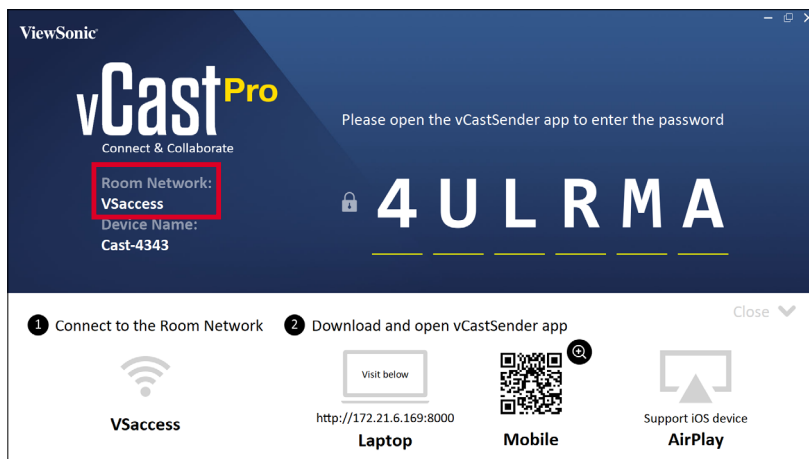 ViewSonic
vCastPro
Connect & Collaborate
Room Network:
VSaccess
Device Name:
Cast-4343
Please open the vCastSender app to enter the password
4 U L R M A
Close
1 Connect to the Room Network
VSaccess
2 Download and open vCastSender app
Visit below
http://172.21.6.169:8000
Laptop
Mobile
Support iOS device
AirPlay